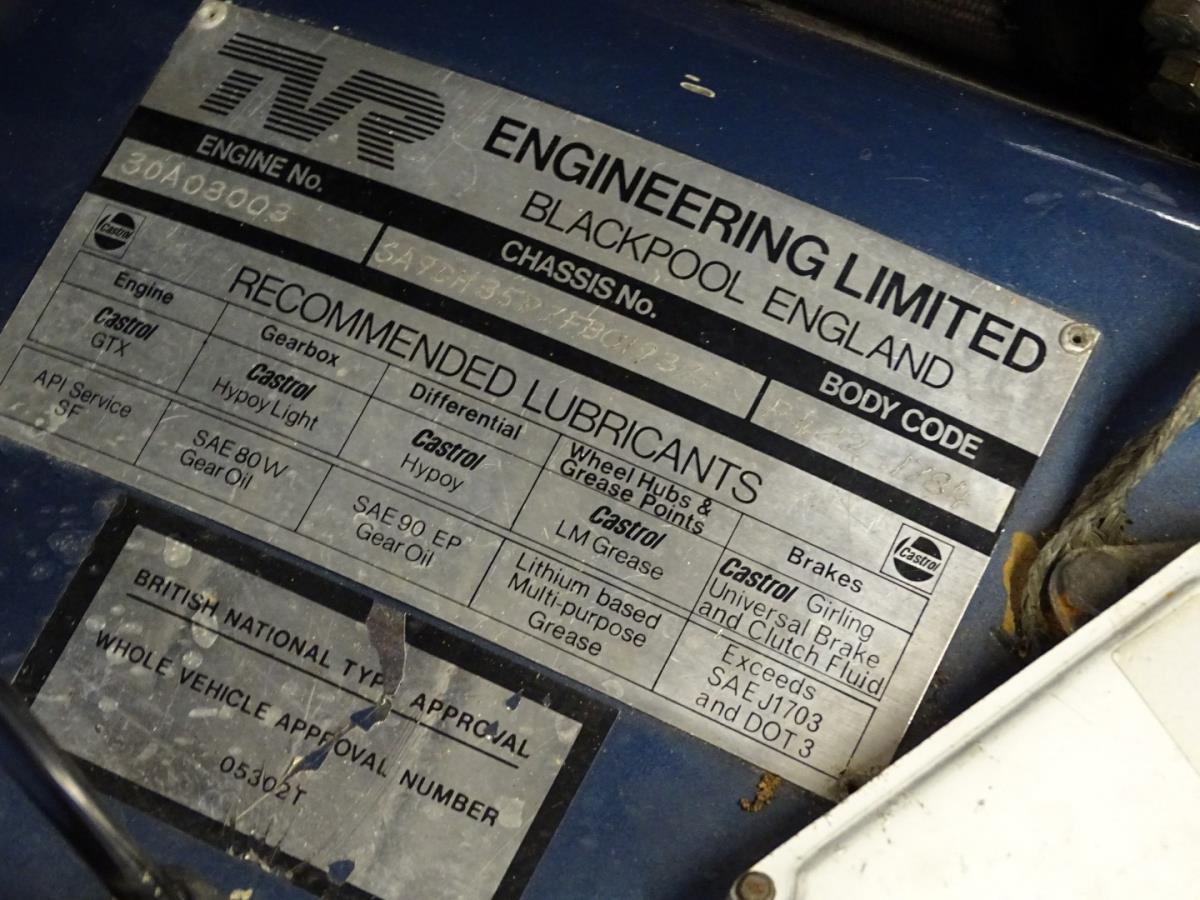 TVR
ENGINEERING LIMITED
BLACKPOOL ENGLAND
ENGINE No.
CHASSIS No.
BODY CODE
30A03003
Castrol
RECOMMENDED LUBRICANTS
Castrol
Engine
Gearbox
Differential
Wheel Hubs &
Grease Points
Brakes
Castrol
GTX
Castrol
Hypoy Light
Castrol
Hypoy
Castrol
LM Grease
Castrol Girling
Universal Brake
and Clutch Fluid
API Service
SF
SAE 80W
Gear Oil
SAE 90 EP
Gear Oil
Lithium based
Multi-purpose
Grease
Exceeds
SAE J1703
and DOT 3
BRITISH NATIONAL TYPE APPROVAL
WHOLE VEHICLE APPROVAL NUMBER
05302T